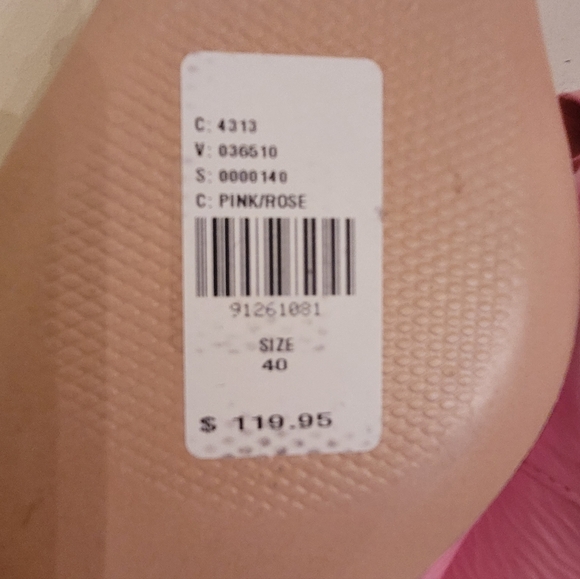 C: 4313
V: 036510
S: 0000140
C: PINK/ROSE
91261081
SIZE
40
$ 119.95